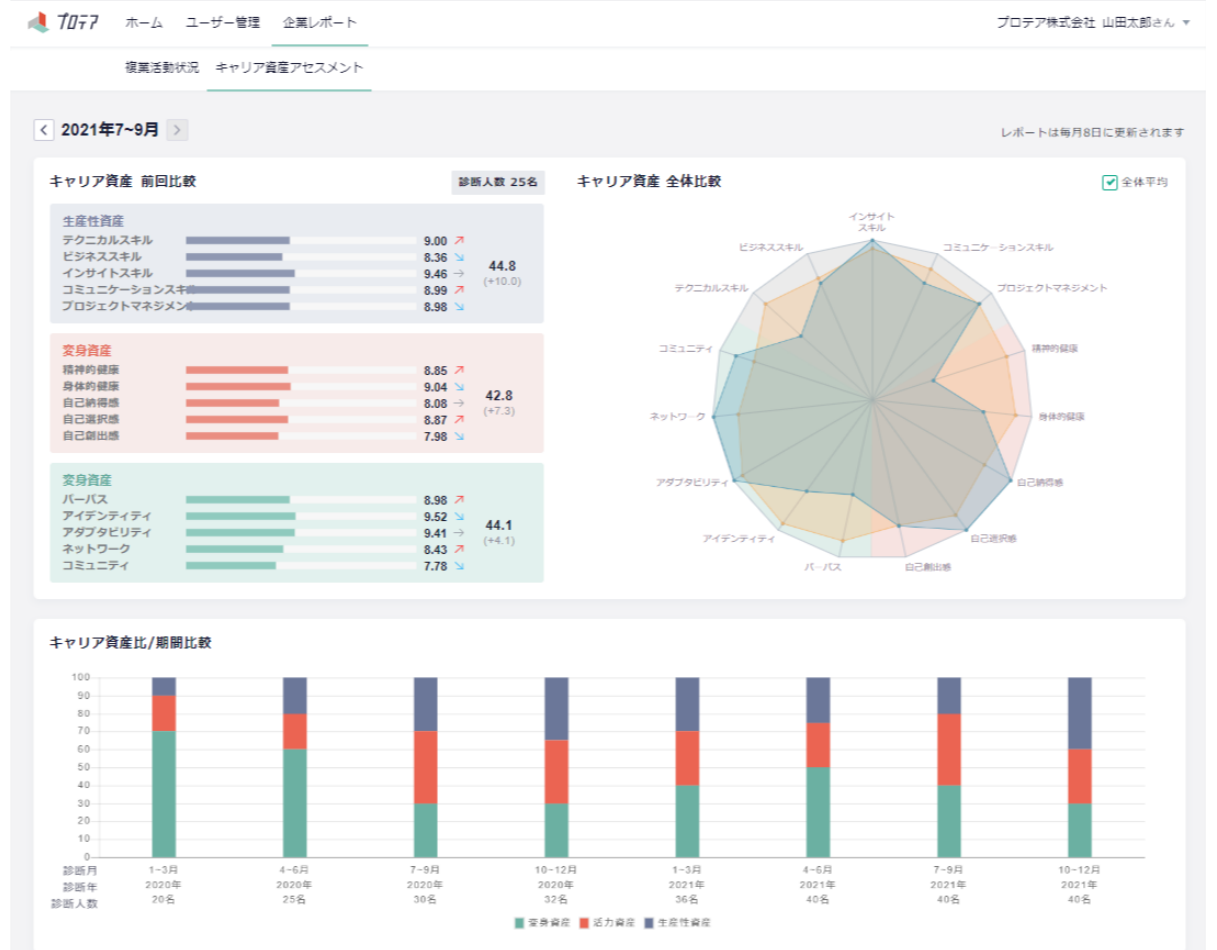 プロテア ホーム ユーザー管理 企業レポート プロテア株式会社 山田太郎さん ▼
複業活動状況 キャリア資産アセスメント
2021年7~9月
レポートは毎月8日に更新されます
キャリア資産 前回比較 診断人数 25名
生産性資産
テクニカルスキル 9.00 ↗
ビジネススキル 8.36 ↘
インサイトスキル 9.46 →
コミュニケーションスキ 8.99 ↗
プロジェクトマネジメン 8.98 ↘
44.8
(+10.0)
変身資産
精神的健康 8.85 ↗
身体的健康 9.04 ↘
自己納得感 8.08 →
自己選択感 8.87 ↗
自己創出感 7.98 ↘
42.8
(+7.3)
変身資産
パーパス 8.98 ↗
アイデンティティ 9.52 ↘
アダプタビリティ 9.41 →
ネットワーク 8.43 ↗
コミュニティ 7.78 ↘
44.1
(+4.1)
キャリア資産 全体比較 全体平均
インサイト
スキル
コミュニケーションスキル
プロジェクトマネジメント
精神的健康
身体的健康
自己納得感
自己選択感
自己創出感
パーパス
アイデンティティ
アダプタビリティ
ネットワーク
コミュニティ
テクニカルスキル
ビジネススキル
キャリア資産比/期間比較
100
90
80
70
60
50
40
30
20
10
0
診断月 1~3月 4~6月 7~9月 10~12月 1~3月 4~6月 7~9月 10~12月
診断年 2020年 2020年 2020年 2020年 2021年 2021年 2021年 2021年
診断人数 20名 25名 30名 32名 36名 40名 40名 40名
変身資産 活力資産 生産性資産